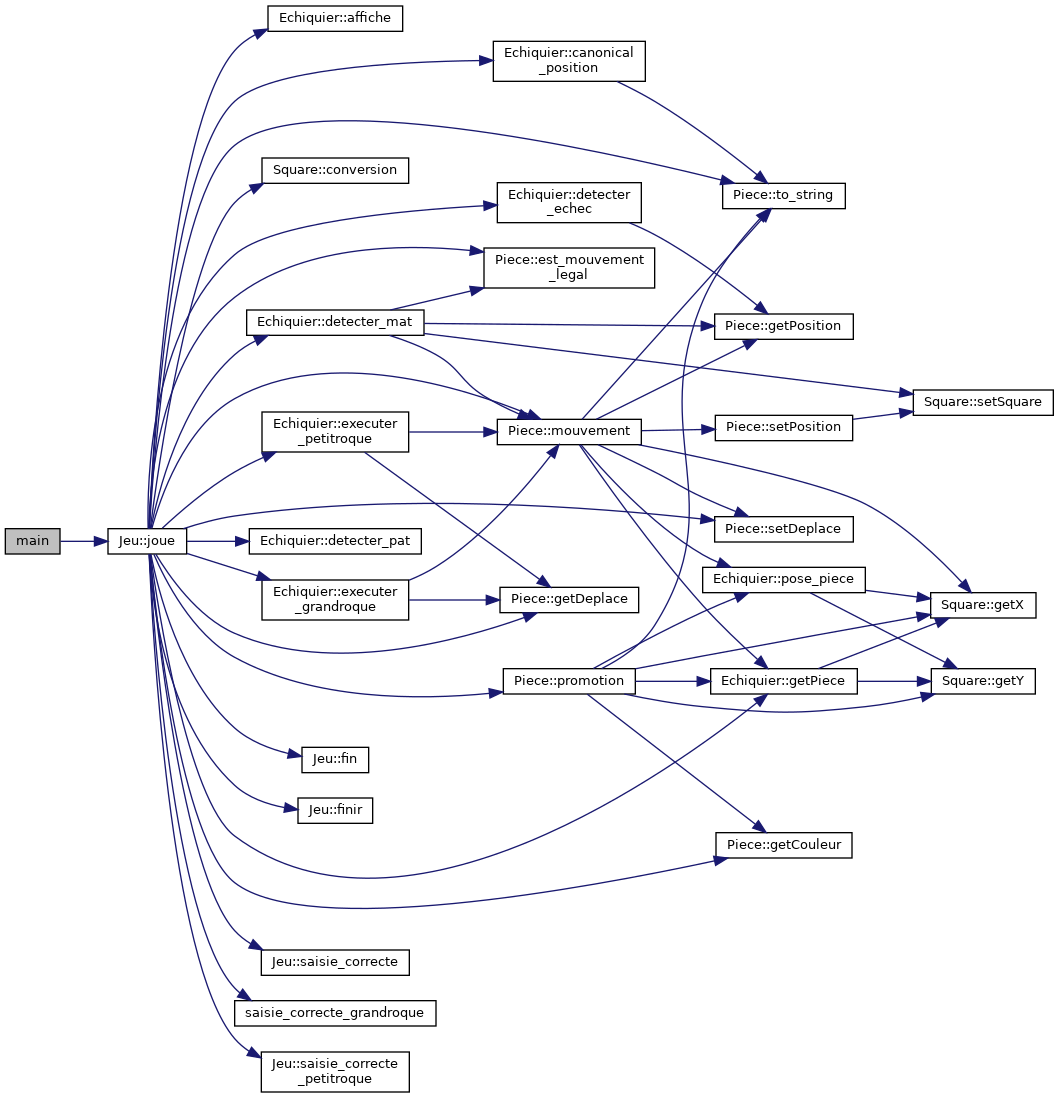 Echiquier::affiche
Echiquier::canonical
_position
Square::conversion
Piece::to_string
Echiquier::detecter
_echec
Piece::est_mouvement
_legal
Echiquier::detecter_mat
Piece::getPosition
Square::setSquare
Echiquier::executer
_petitroque
Piece::mouvement
Piece::setPosition
main
Jeu::joue
Echiquier::detecter_pat
Piece::setDeplace
Echiquier::executer
_grandroque
Piece::getDeplace
Echiquier::pose_piece
Square::getX
Piece::promotion
Echiquier::getPiece
Square::getY
Jeu::fin
Jeu::finir
Piece::getCouleur
Jeu::saisie_correcte
saisie_correcte_grandroque
Jeu::saisie_correcte
_petitroque